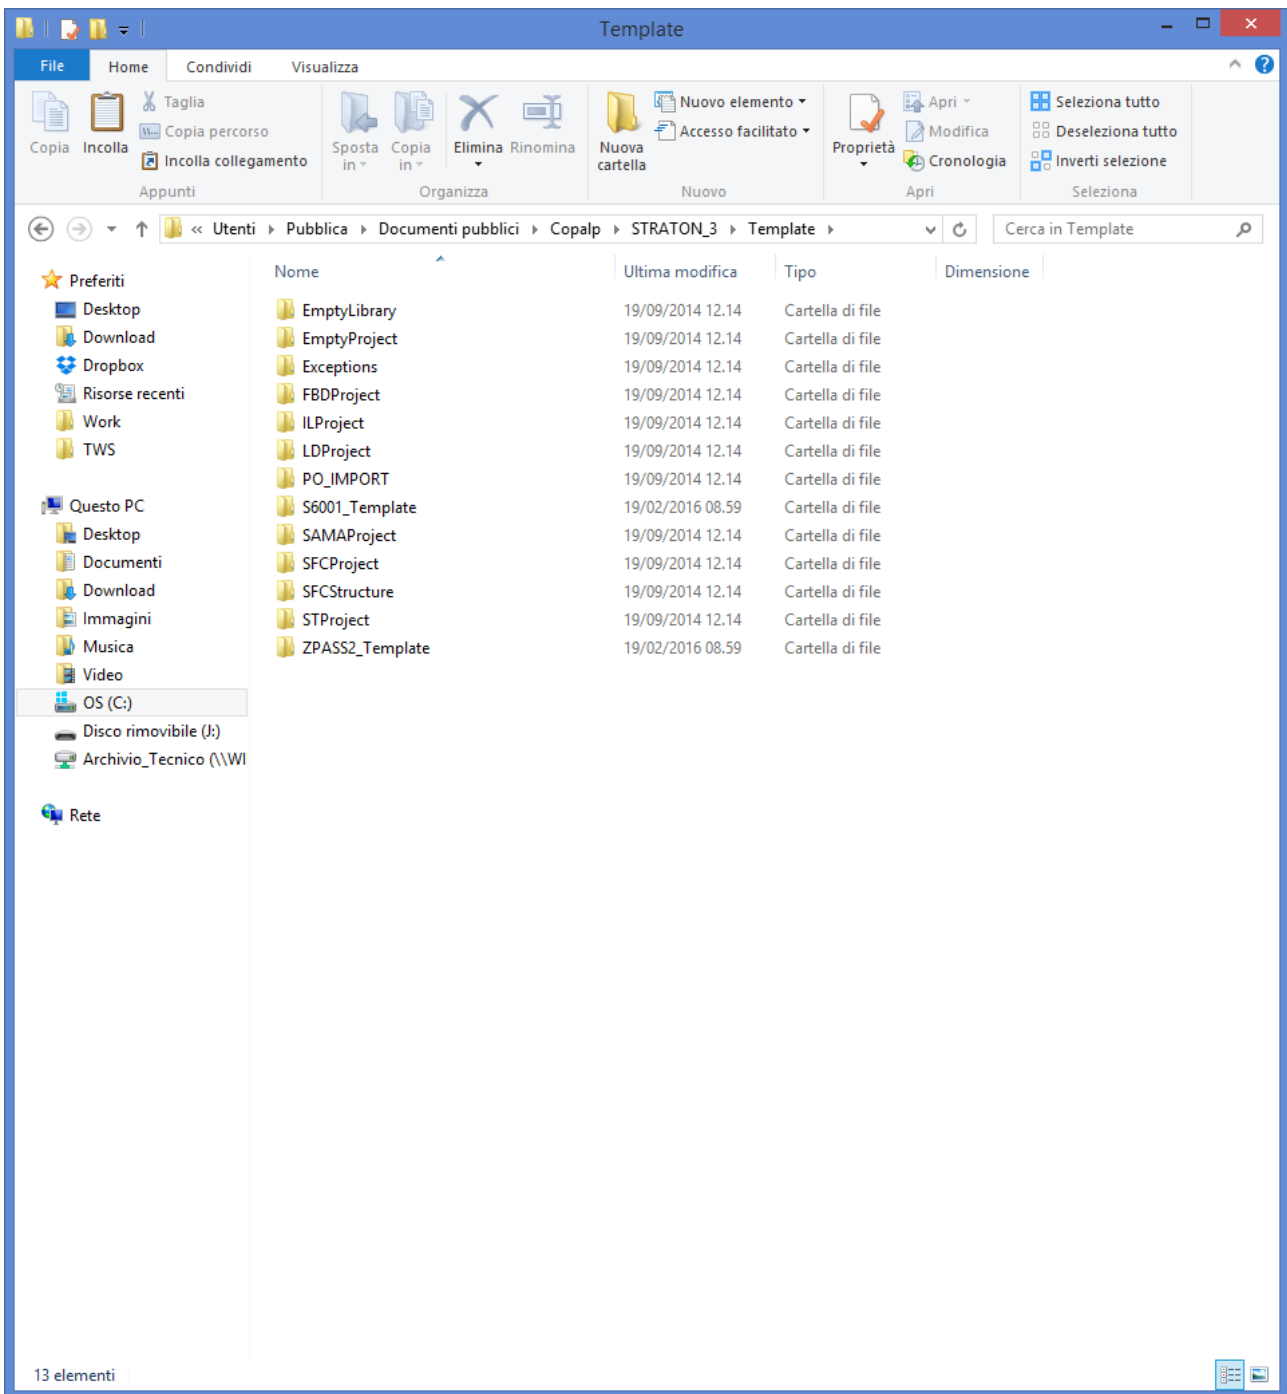 Template
File Home Condividi Visualizza
Copia
Incolla
Taglia
Copia percorso
Incolla collegamento
Appunti
Sposta in
Copia in
Elimina
Rinomina
Organizza
Nuova cartella
Nuovo elemento
Accesso facilitato
Nuovo
Proprietà
Apri
Modifica
Cronologia
Apri
Seleziona tutto
Deseleziona tutto
Inverti selezione
Seleziona
« Utenti Pubblica Documenti pubblici Copalp STRATON_3 Template Cerca in Template
Preferiti
Desktop
Download
Dropbox
Risorse recenti
Work
TWS
Questo PC
Desktop
Documenti
Download
Immagini
Musica
Video
OS (C:)
Disco rimovibile (J:)
Archivio_Tecnico (\\WI
Rete
Nome Ultima modifica Tipo Dimensione
EmptyLibrary 19/09/2014 12.14 Cartella di file
EmptyProject 19/09/2014 12.14 Cartella di file
Exceptions 19/09/2014 12.14 Cartella di file
FBDProject 19/09/2014 12.14 Cartella di file
ILProject 19/09/2014 12.14 Cartella di file
LDProject 19/09/2014 12.14 Cartella di file
PO_IMPORT 19/09/2014 12.14 Cartella di file
S6001_Template 19/02/2016 08.59 Cartella di file
SAMAProject 19/09/2014 12.14 Cartella di file
SFCProject 19/09/2014 12.14 Cartella di file
SFCStructure 19/09/2014 12.14 Cartella di file
STProject 19/09/2014 12.14 Cartella di file
ZPASS2_Template 19/02/2016 08.59 Cartella di file
13 elementi